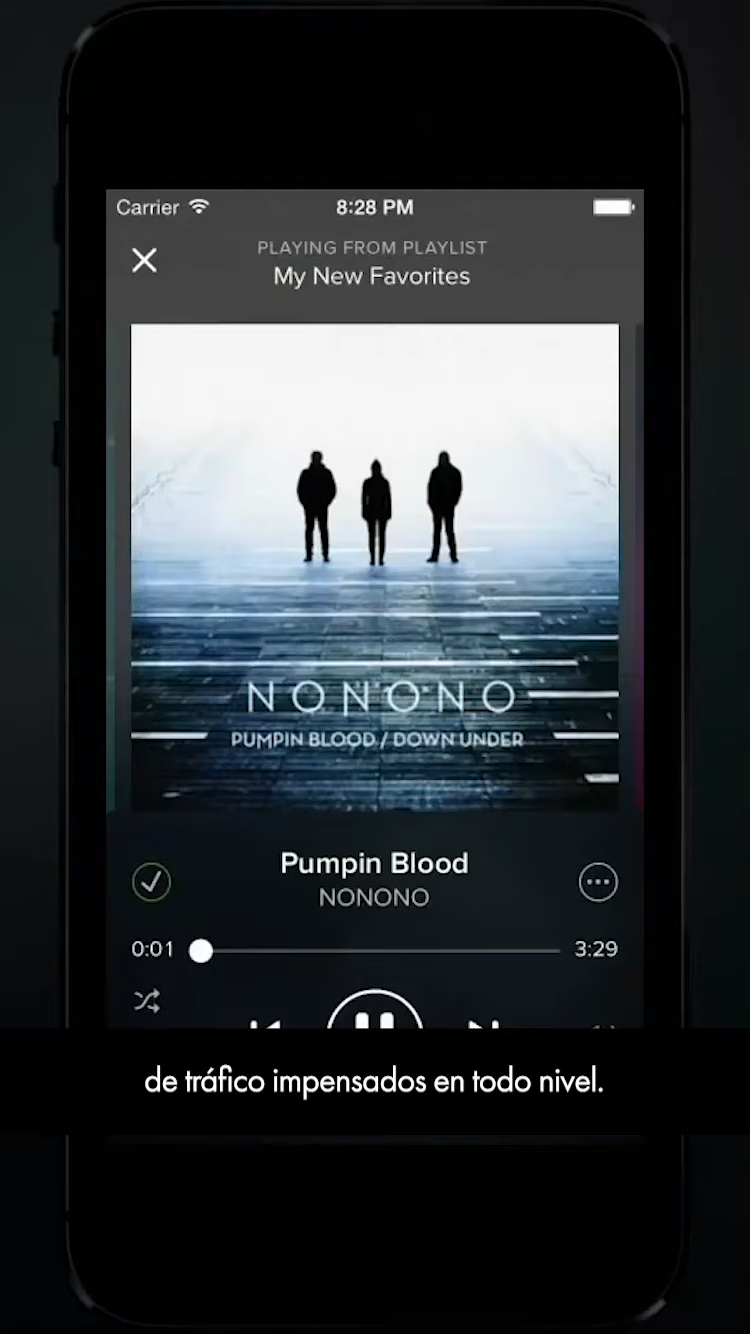 Carrier
8:28 PM
PLAYING FROM PLAYLIST
My New Favorites
NONONO
PUMPIN BLOOD / DOWN UNDER
Pumpin Blood
NONONO
0:01
3:29
de tráfico impensados en todo nivel.